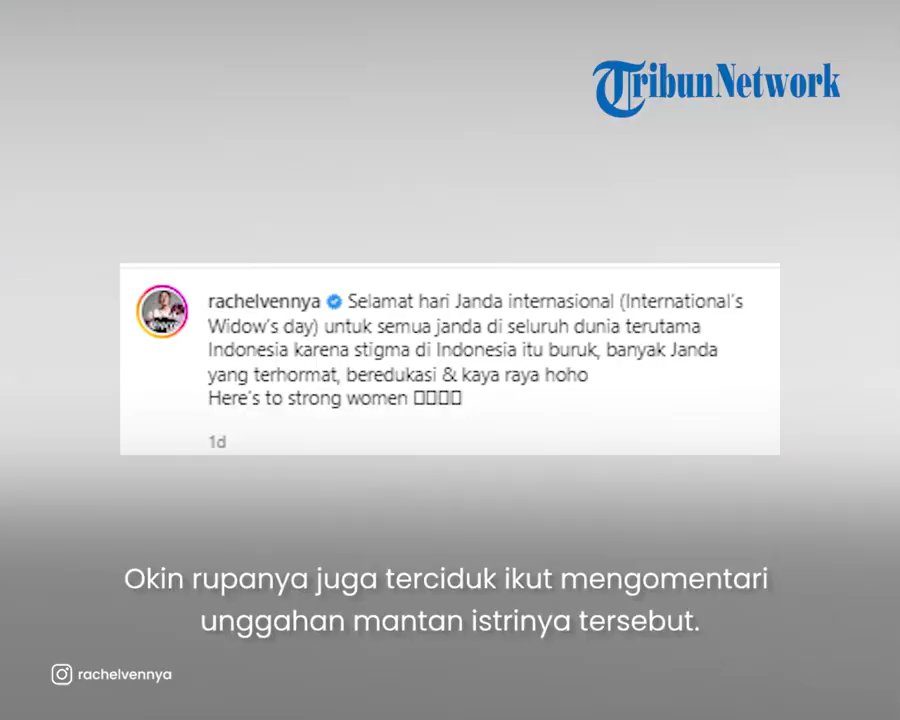 TribunNetwork
rachelvennya Selamat hari Janda internasional (International's
Widow's day) untuk semua janda di seluruh dunia terutama
Indonesia karena stigma di Indonesia itu buruk, banyak Janda
yang terhormat, beredukasi & kaya raya hoho
Here's to strong women □□□□
1d
Okin rupanya juga terciduk ikut mengomentari
unggahan mantan istrinya tersebut.
rachelvennya